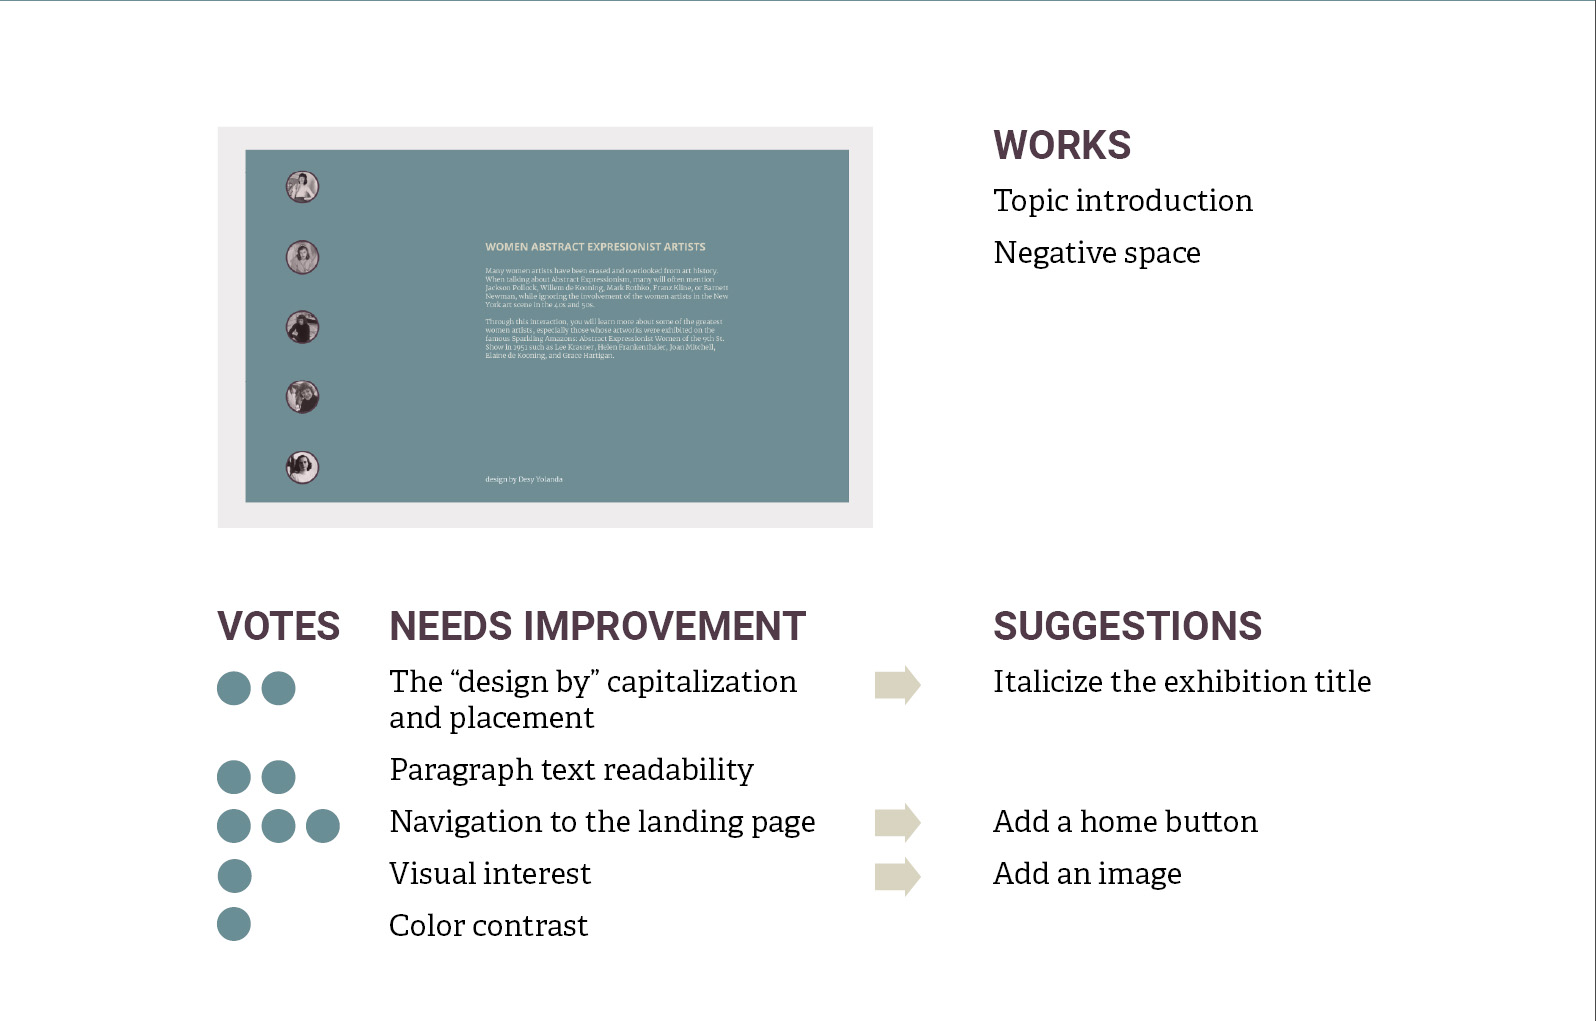 WORKS
Topic introduction
Negative space
WOMEN ABSTRACT EXPRESIONIST ARTISTS
Many women artists have been erased and overlooked from art history.
When talking about Abstract Expressionism, many will often mention
Jackson Pollock, Willem de Kooning, Mark Rothko, Franz Kline, or Barnett
Newman, while ignoring the involvement of the women artists in the New
York art scene in the 40s and 50s.
Through this interaction, you will learn more about some of the greatest
women artists, especially those whose artworks were exhibited on the
famous Sparkling Amazons: Abstract Expressionist Women of the 9th St.
Show in 1951 such as Lee Krasner, Helen Frankenthaler, Joan Mitchell,
Elaine de Kooning, and Grace Hartigan.
design by Desy Yolanda
VOTES NEEDS IMPROVEMENT SUGGESTIONS
The “design by” capitalization Italicize the exhibition title
and placement
Paragraph text readability
Navigation to the landing page Add a home button
Visual interest Add an image
Color contrast